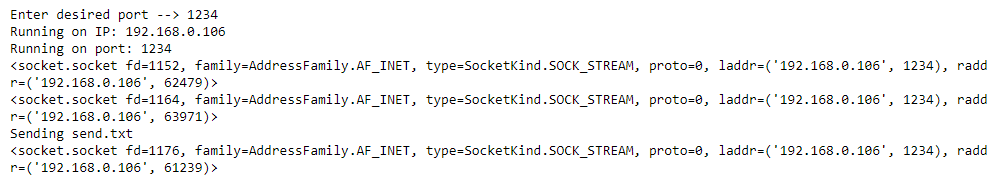 Enter desired port --> 1234
Running on IP: 192.168.0.106
Running on port: 1234
<socket.socket fd=1152, family=AddressFamily.AF_INET, type=SocketKind.SOCK_STREAM, proto=0, laddr=('192.168.0.106', 1234), radd
r=('192.168.0.106', 62479)>
<socket.socket fd=1164, family=AddressFamily.AF_INET, type=SocketKind.SOCK_STREAM, proto=0, laddr=('192.168.0.106', 1234), radd
r=('192.168.0.106', 63971)>
Sending send.txt
<socket.socket fd=1176, family=AddressFamily.AF_INET, type=SocketKind.SOCK_STREAM, proto=0, laddr=('192.168.0.106', 1234), radd
r=('192.168.0.106', 61239)>